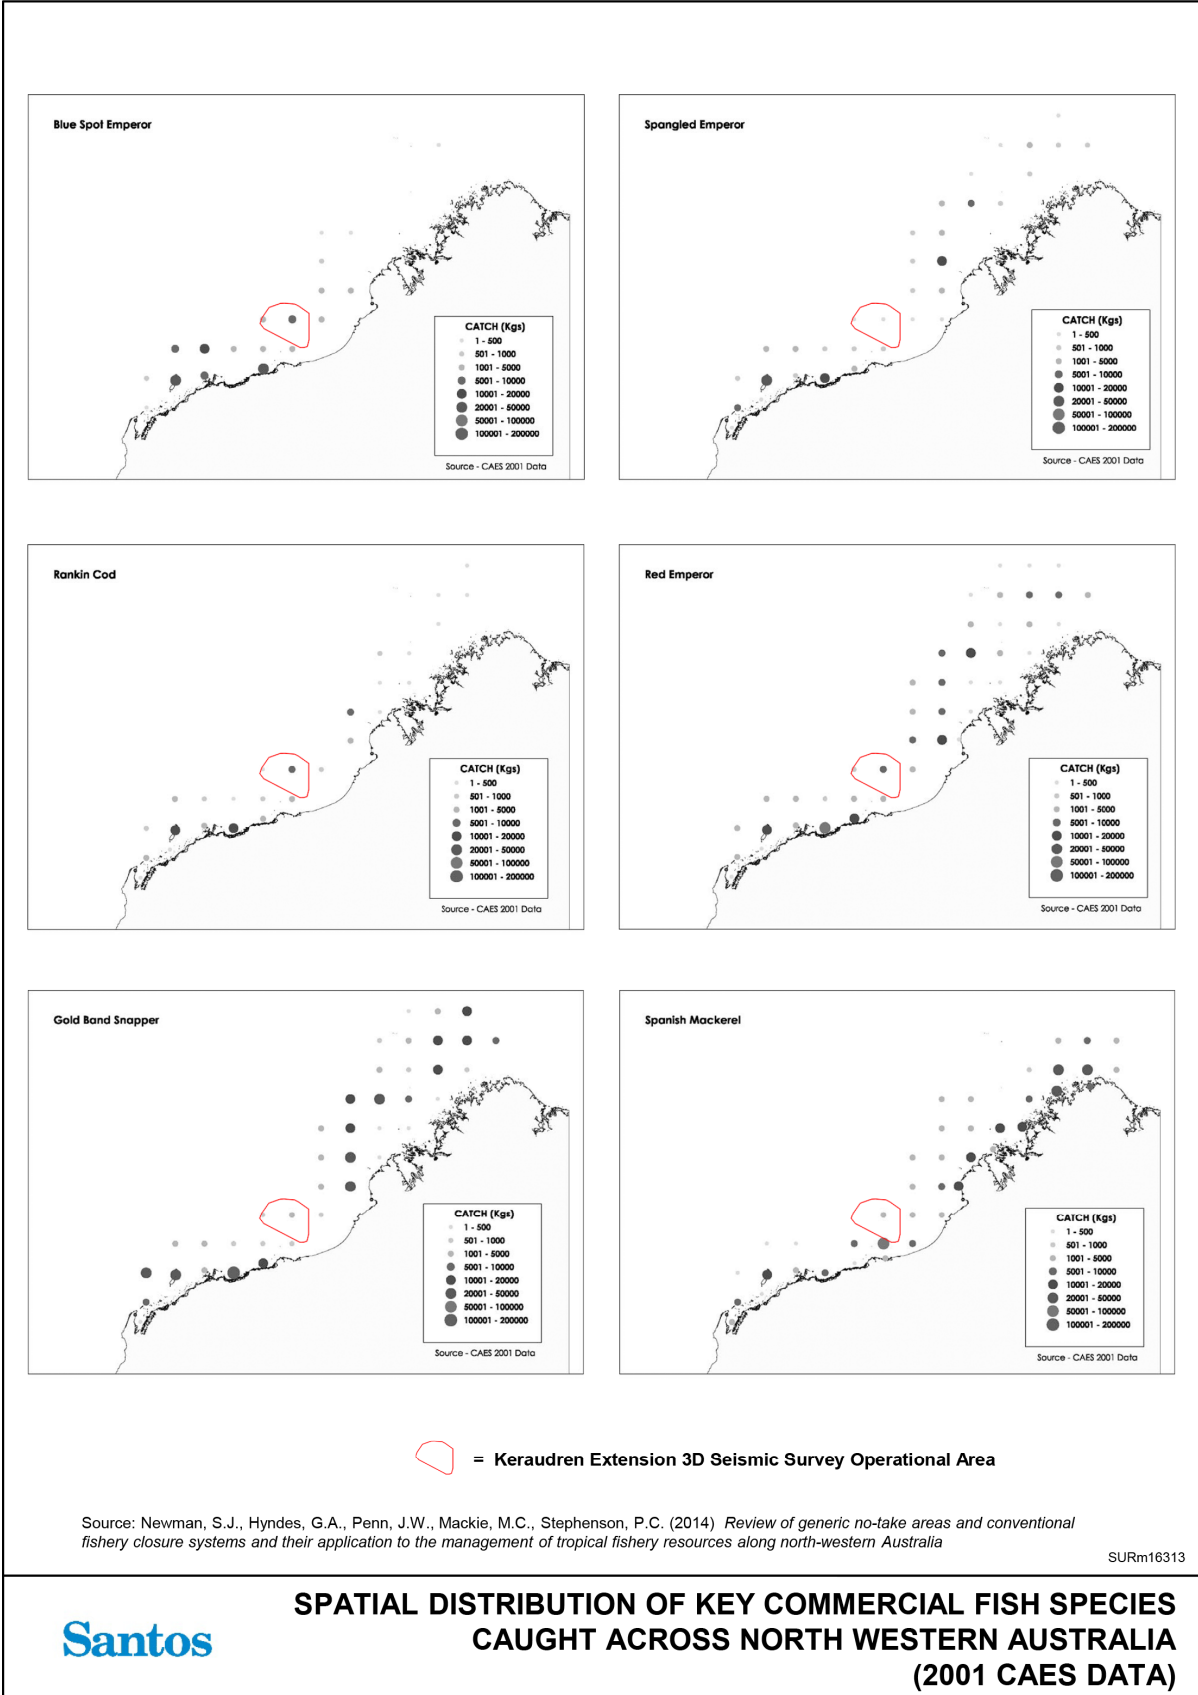 Blue Spot Emperor
CATCH (Kgs)
1 - 500
501 - 1000
1001 - 5000
5001 - 10000
10001 - 20000
20001 - 50000
50001 - 100000
100001 - 200000
Source - CAES 2001 Data
Spangled Emperor
CATCH (Kgs)
1 - 500
501 - 1000
1001 - 5000
5001 - 10000
10001 - 20000
20001 - 50000
50001 - 100000
100001 - 200000
Source - CAES 2001 Data
Rankin Cod
CATCH (Kgs)
1 - 500
501 - 1000
1001 - 5000
5001 - 10000
10001 - 20000
20001 - 50000
50001 - 100000
100001 - 200000
Source - CAES 2001 Data
Red Emperor
CATCH (Kgs)
1 - 500
501 - 1000
1001 - 5000
5001 - 10000
10001 - 20000
20001 - 50000
50001 - 100000
100001 - 200000
Source - CAES 2001 Data
Gold Band Snapper
CATCH (Kgs)
1 - 500
501 - 1000
1001 - 5000
5001 - 10000
10001 - 20000
20001 - 50000
50001 - 100000
100001 - 200000
Source - CAES 2001 Data
Spanish Mackerel
CATCH (Kgs)
1 - 500
501 - 1000
1001 - 5000
5001 - 10000
10001 - 20000
20001 - 50000
50001 - 100000
100001 - 200000
Source - CAES 2001 Data
= Keraudren Extension 3D Seismic Survey Operational Area
Source: Newman, S.J., Hyndes, G.A., Penn, J.W., Mackie, M.C., Stephenson, P.C. (2014) Review of generic no-take areas and conventional
fishery closure systems and their application to the management of tropical fishery resources along north-western Australia
SURm16313
Santos
SPATIAL DISTRIBUTION OF KEY COMMERCIAL FISH SPECIES
CAUGHT ACROSS NORTH WESTERN AUSTRALIA
(2001 CAES DATA)